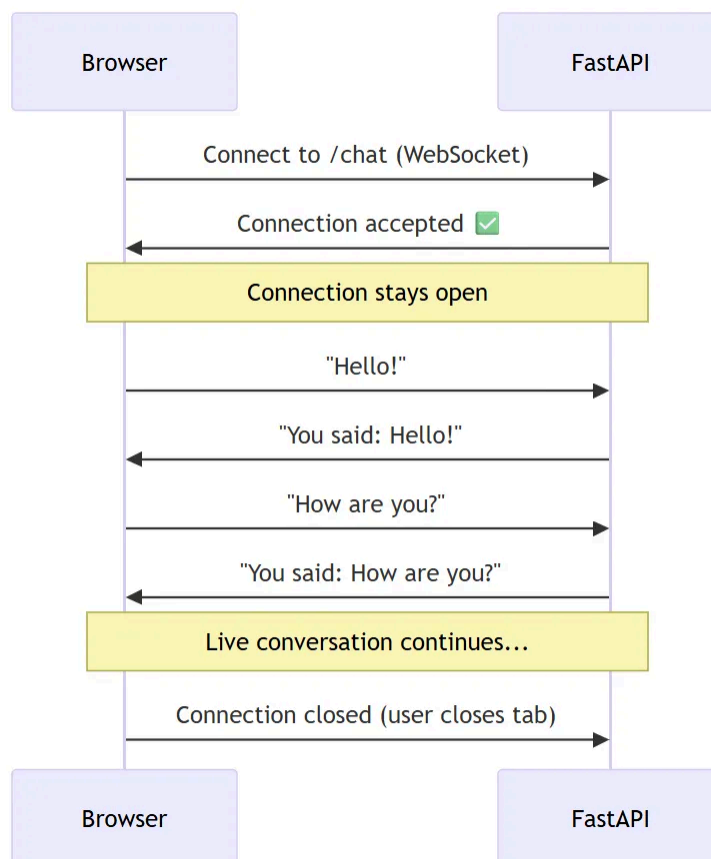 Browser
FastAPI
Connect to /chat (WebSocket)
Connection accepted ✅
Connection stays open
"Hello!"
"You said: Hello!"
"How are you?"
"You said: How are you?"
Live conversation continues...
Connection closed (user closes tab)
Browser
FastAPI